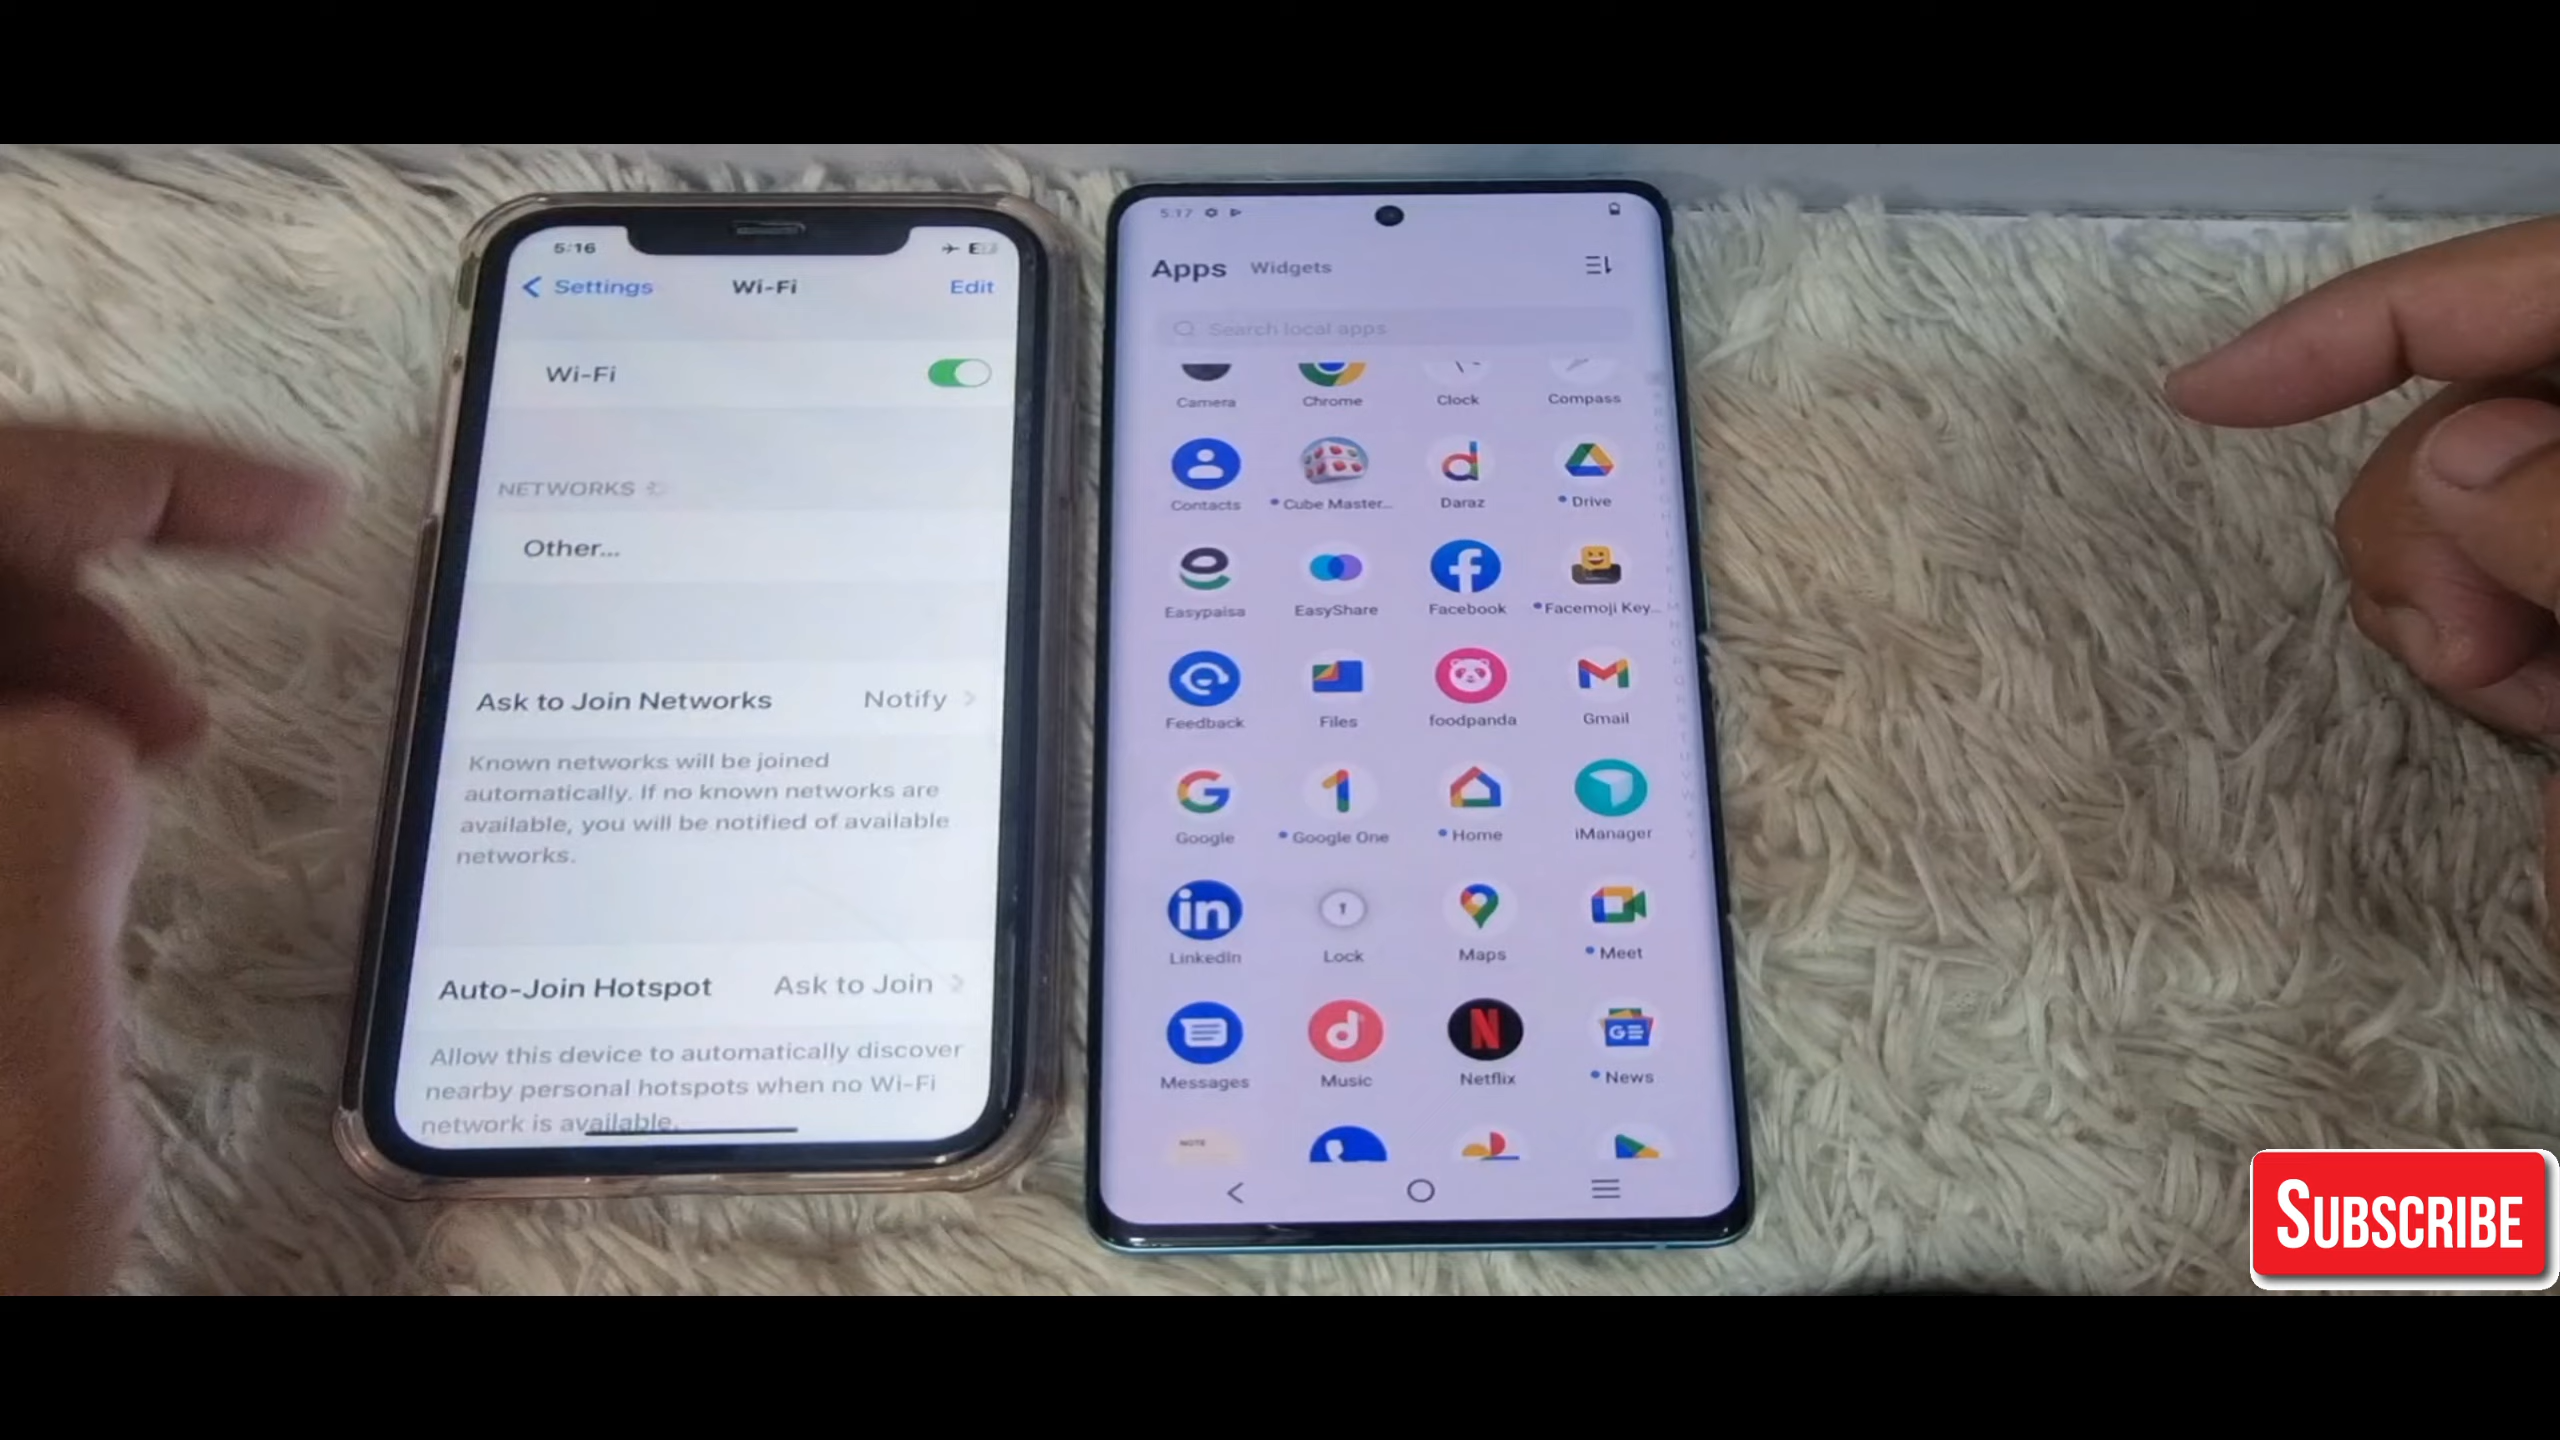 5:16
Settings
Wi-Fi
Edit
Wi-Fi
NETWORKS
Other...
Ask to Join Networks
Notify
Known networks will be joined
automatically. If no known networks are
available, you will be notified of available
networks.
Auto-Join Hotspot
Ask to Join
Allow this device to automatically discover
nearby personal hotspots when no Wi-Fi
network is available.
5:17
Apps Widgets
Search local apps
Camera Chrome Clock Compass
Contacts Cube Master... Daraz Drive
Easypaisa EasyShare Facebook Facemoji Key...
Feedback Files foodpanda Gmail
Google Google One Home iManager
in
LinkedIn Lock Maps Meet
Messages Music Netflix News
NOTE
SUBSCRIBE